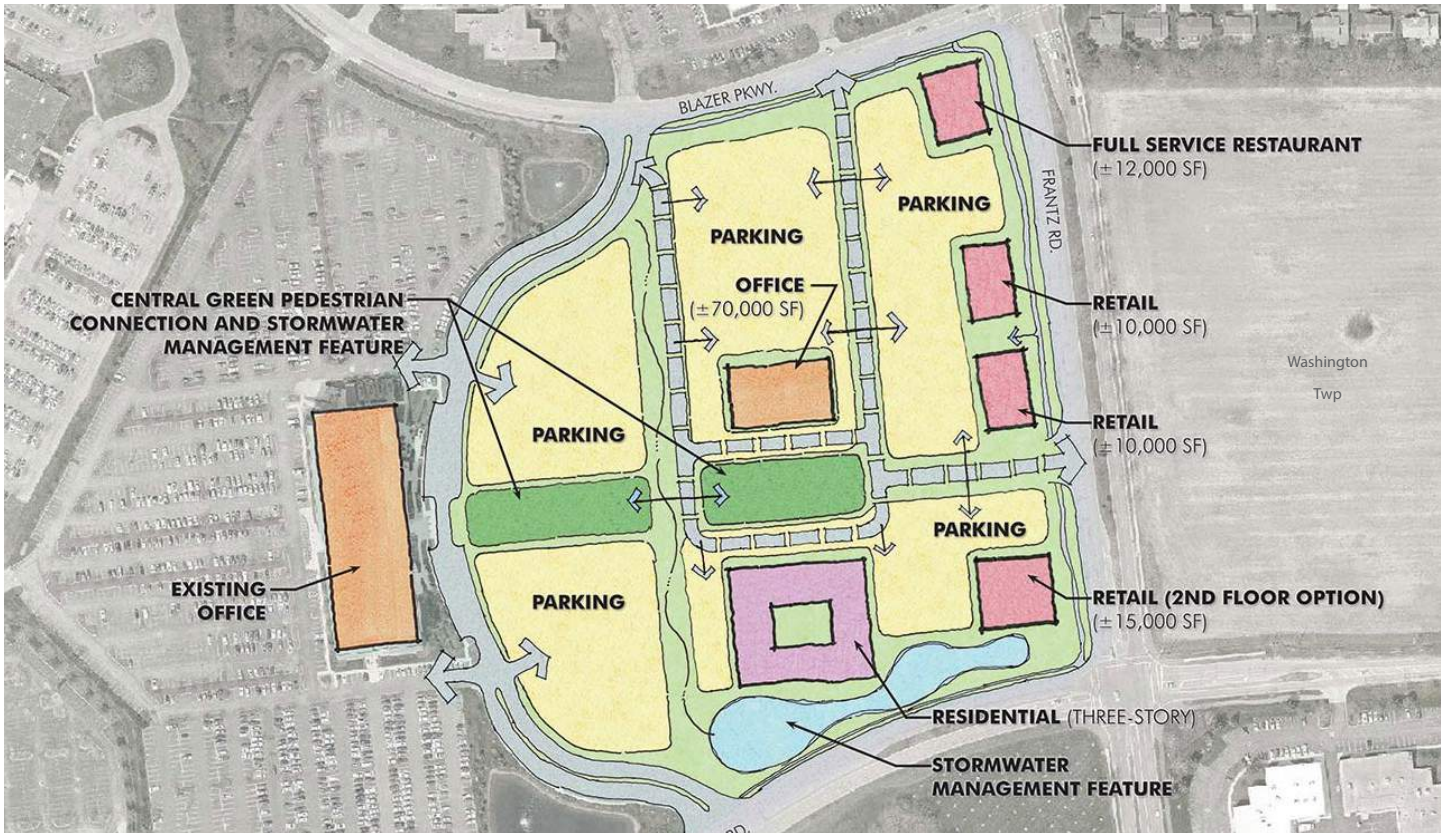 BLAZER PKWY.
FULL SERVICE RESTAURANT
(±12,000 SF)
FRANTZ RD.
PARKING
PARKING
OFFICE
(±70,000 SF)
CENTRAL GREEN PEDESTRIAN
CONNECTION AND STORMWATER
MANAGEMENT FEATURE
RETAIL
(±10,000 SF)
Washington
Twp
RETAIL
(±10,000 SF)
PARKING
PARKING
EXISTING
OFFICE
PARKING
RETAIL (2ND FLOOR OPTION)
(±15,000 SF)
RESIDENTIAL (THREE-STORY)
STORMWATER
MANAGEMENT FEATURE
RD.